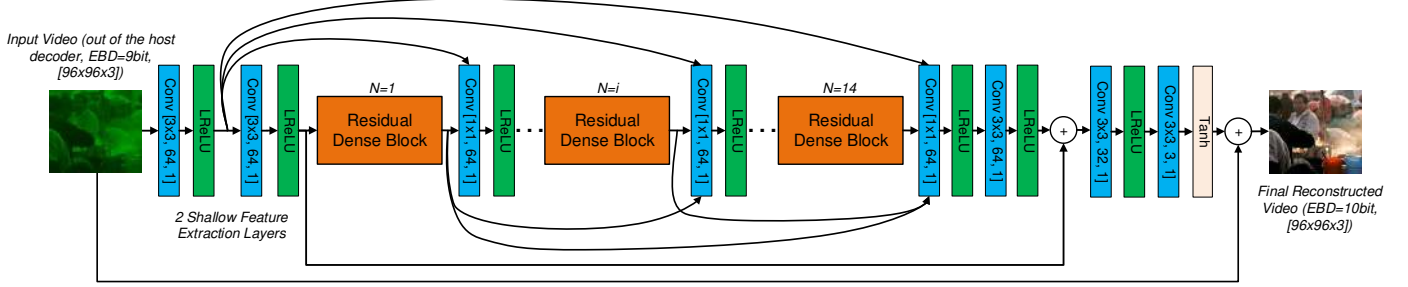 Input Video (out of the host
decoder, EBD=9bit,
[96x96x3])
Conv [3x3, 64, 1]
LReLU
Conv [3x3, 64, 1]
LReLU
2 Shallow Feature
Extraction Layers
N=1
Residual
Dense Block
Conv [1x1, 64, 1]
LReLU
N=i
Residual
Dense Block
Conv [1x1, 64, 1]
LReLU
N=14
Residual
Dense Block
Conv [1x1, 64, 1]
LReLU
Conv 3x3, 64, 1]
LReLU
+
Conv 3x3, 32, 1]
LReLU
Conv 3x3, 3, 1]
Tanh
+
Final Reconstructed
Video (EBD=10bit,
[96x96x3])